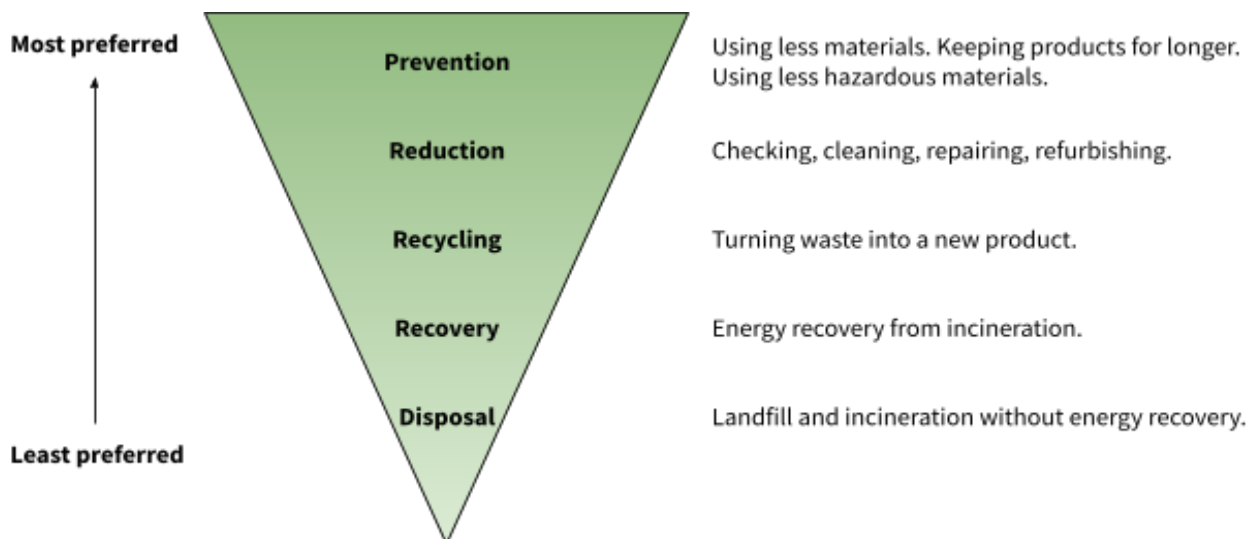 Most preferred
Prevention
Using less materials. Keeping products for longer.
Using less hazardous materials.
Reduction
Checking, cleaning, repairing, refurbishing.
Recycling
Turning waste into a new product.
Recovery
Energy recovery from incineration.
Disposal
Landfill and incineration without energy recovery.
Least preferred